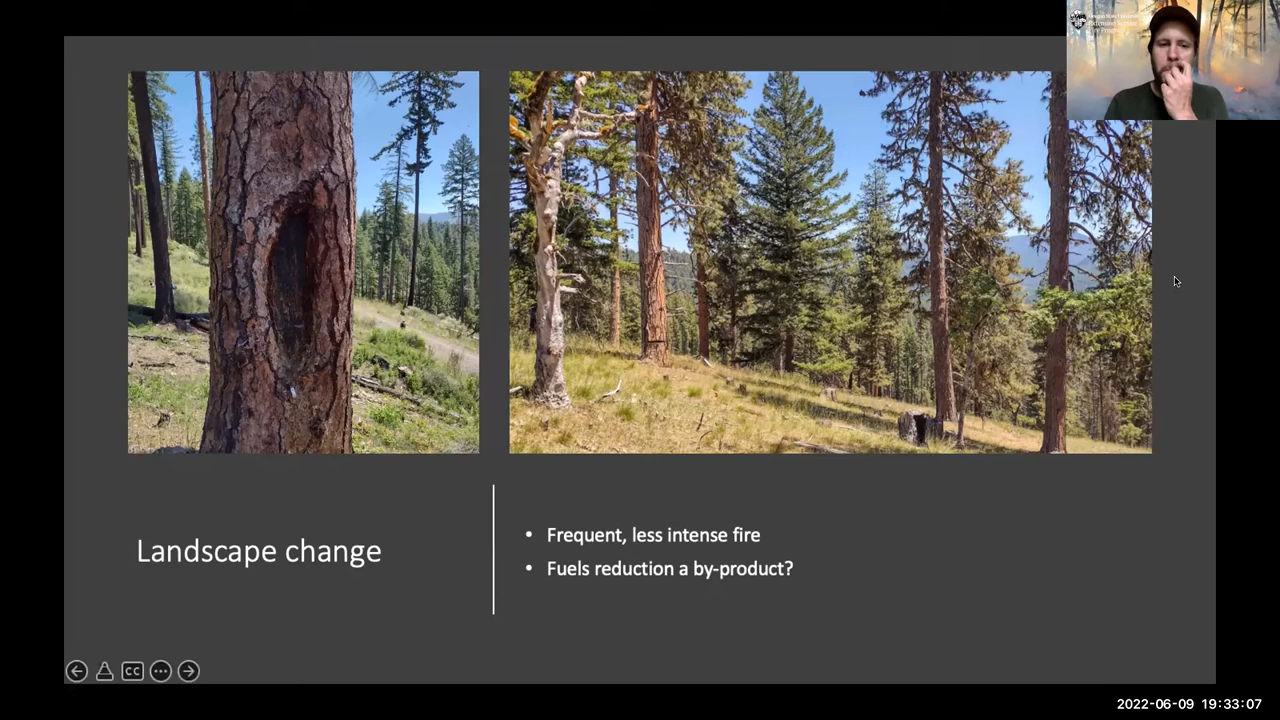 Landscape change
• Frequent, less intense fire
• Fuels reduction a by-product?
CC
2022-06-09 19:33:07